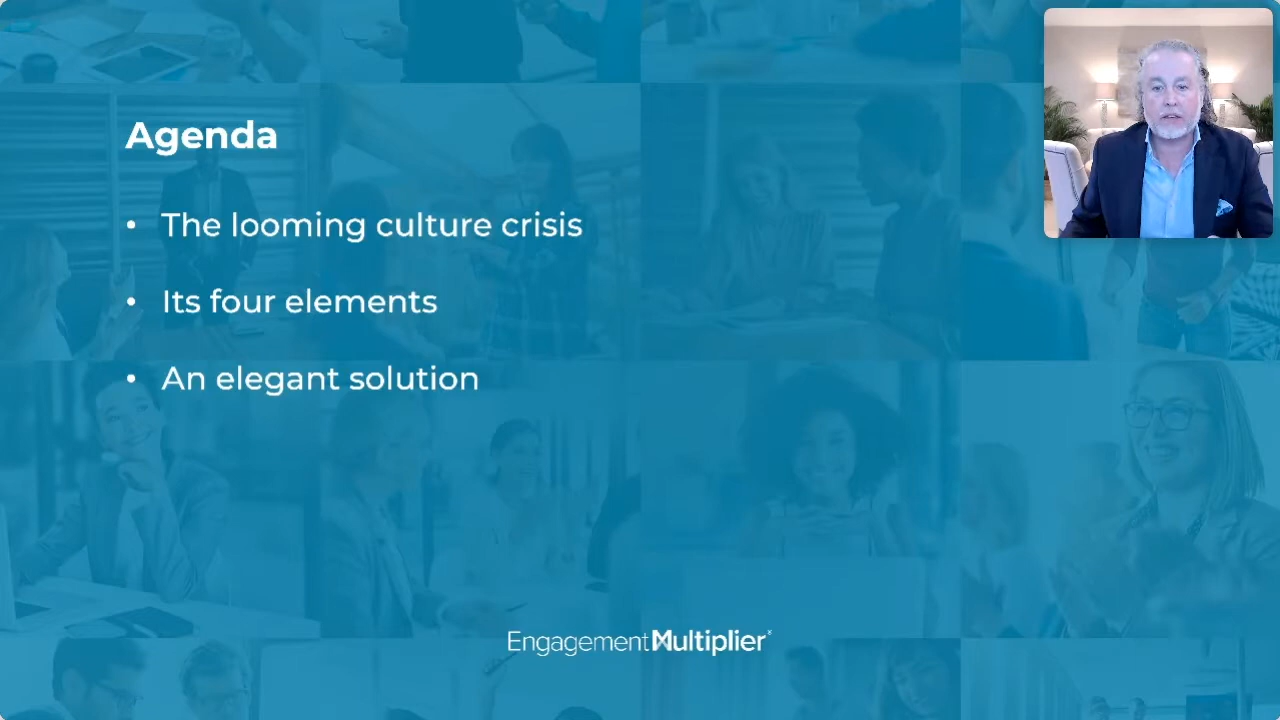 Agenda
• The looming culture crisis
• Its four elements
• An elegant solution
EngagementMultiplier®